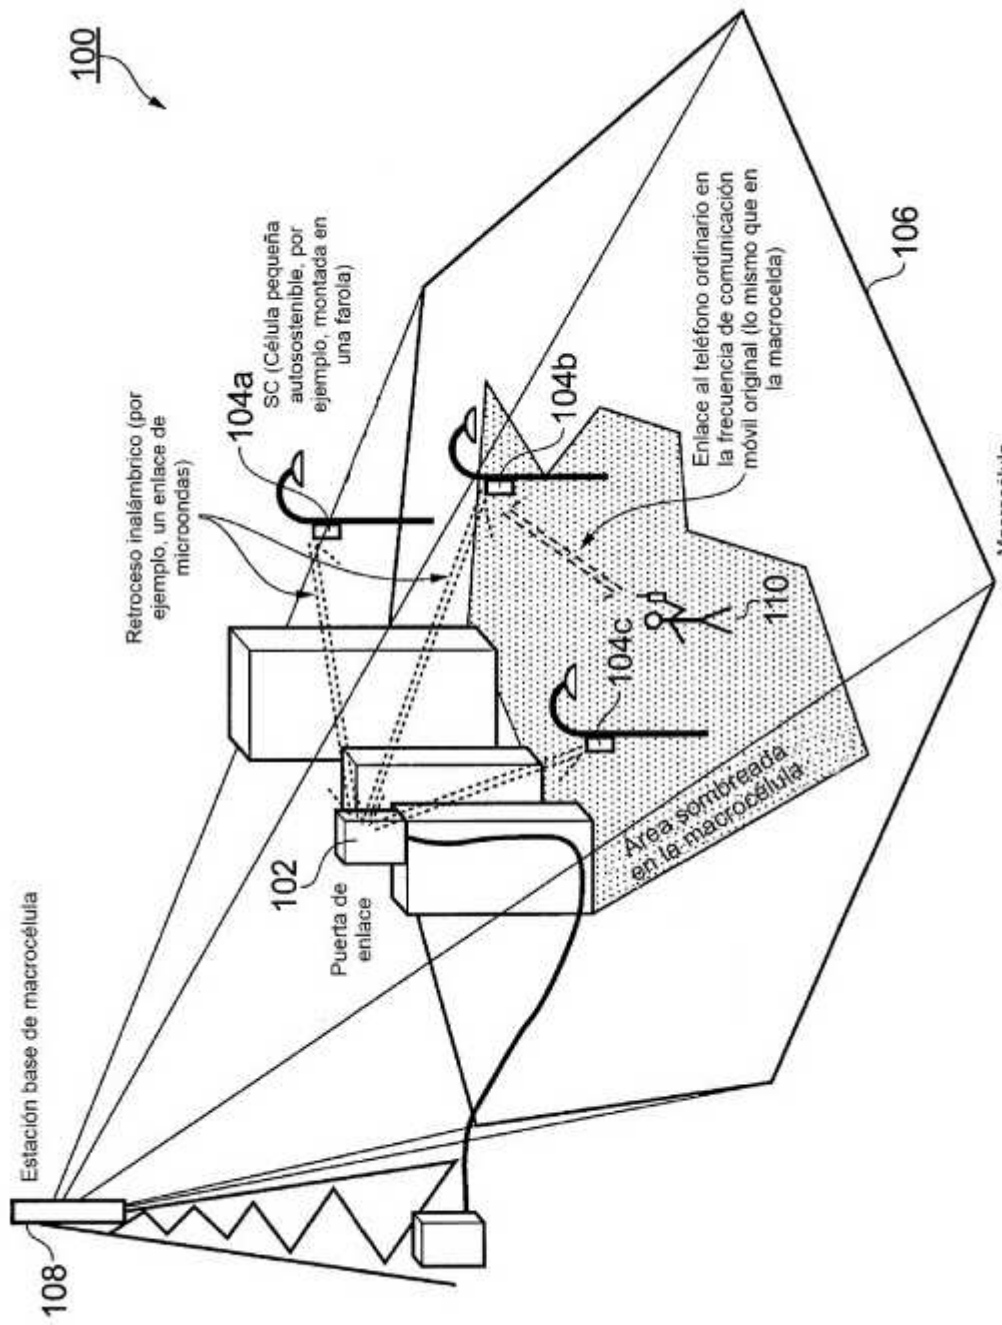 108
Estación base de macrocélula
100
102
Puerta de
enlace
Retroceso inalámbrico (por
ejemplo, un enlace de
microondas)
SC (Célula pequeña
autosostenible, por
ejemplo, montada en
una farola)
104a
104b
104c
110
Área sombreada
en la macrocélula
Enlace al teléfono ordinario en
la frecuencia de comunicación
móvil original (lo mismo que en
la macrocelda)
106